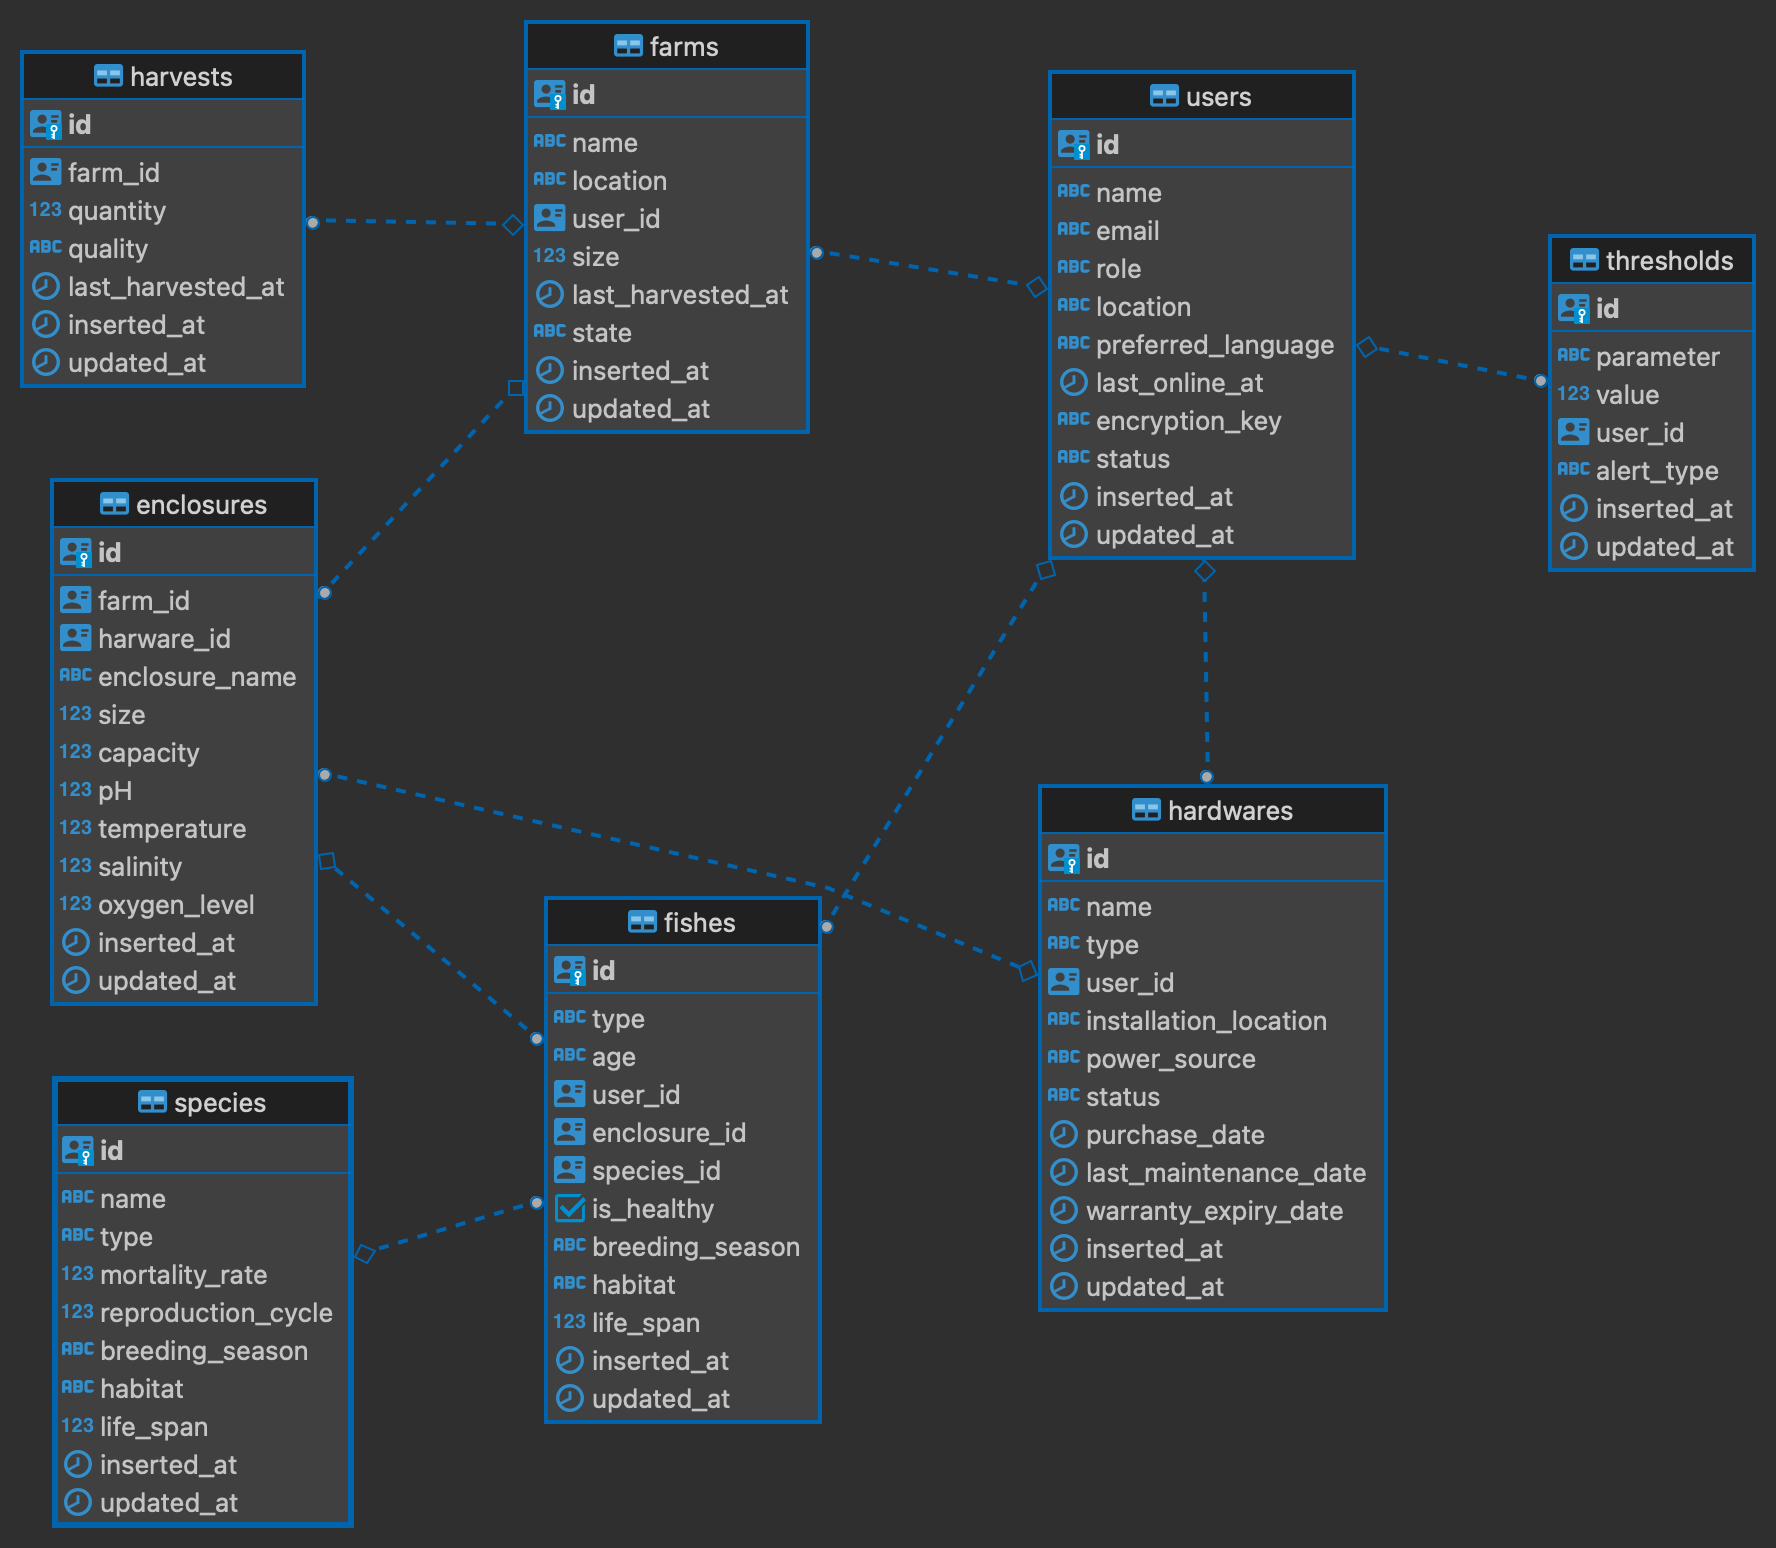 harvests
id
farm_id
123 quantity
ABC quality
last_harvested_at
inserted_at
updated_at
farms
id
ABC name
ABC location
user_id
123 size
last_harvested_at
ABC state
inserted_at
updated_at
users
id
ABC name
ABC email
ABC role
ABC location
ABC preferred_language
last_online_at
ABC encryption_key
ABC status
inserted_at
updated_at
thresholds
id
ABC parameter
123 value
user_id
ABC alert_type
inserted_at
updated_at
enclosures
id
farm_id
harware_id
ABC enclosure_name
123 size
123 capacity
123 pH
123 temperature
123 salinity
123 oxygen_level
inserted_at
updated_at
fishes
id
ABC type
ABC age
user_id
enclosure_id
species_id
is_healthy
ABC breeding_season
ABC habitat
123 life_span
inserted_at
updated_at
hardwares
id
ABC name
ABC type
user_id
ABC installation_location
ABC power_source
ABC status
purchase_date
last_maintenance_date
warranty_expiry_date
inserted_at
updated_at
species
id
ABC name
ABC type
123 mortality_rate
123 reproduction_cycle
ABC breeding_season
ABC habitat
123 life_span
inserted_at
updated_at